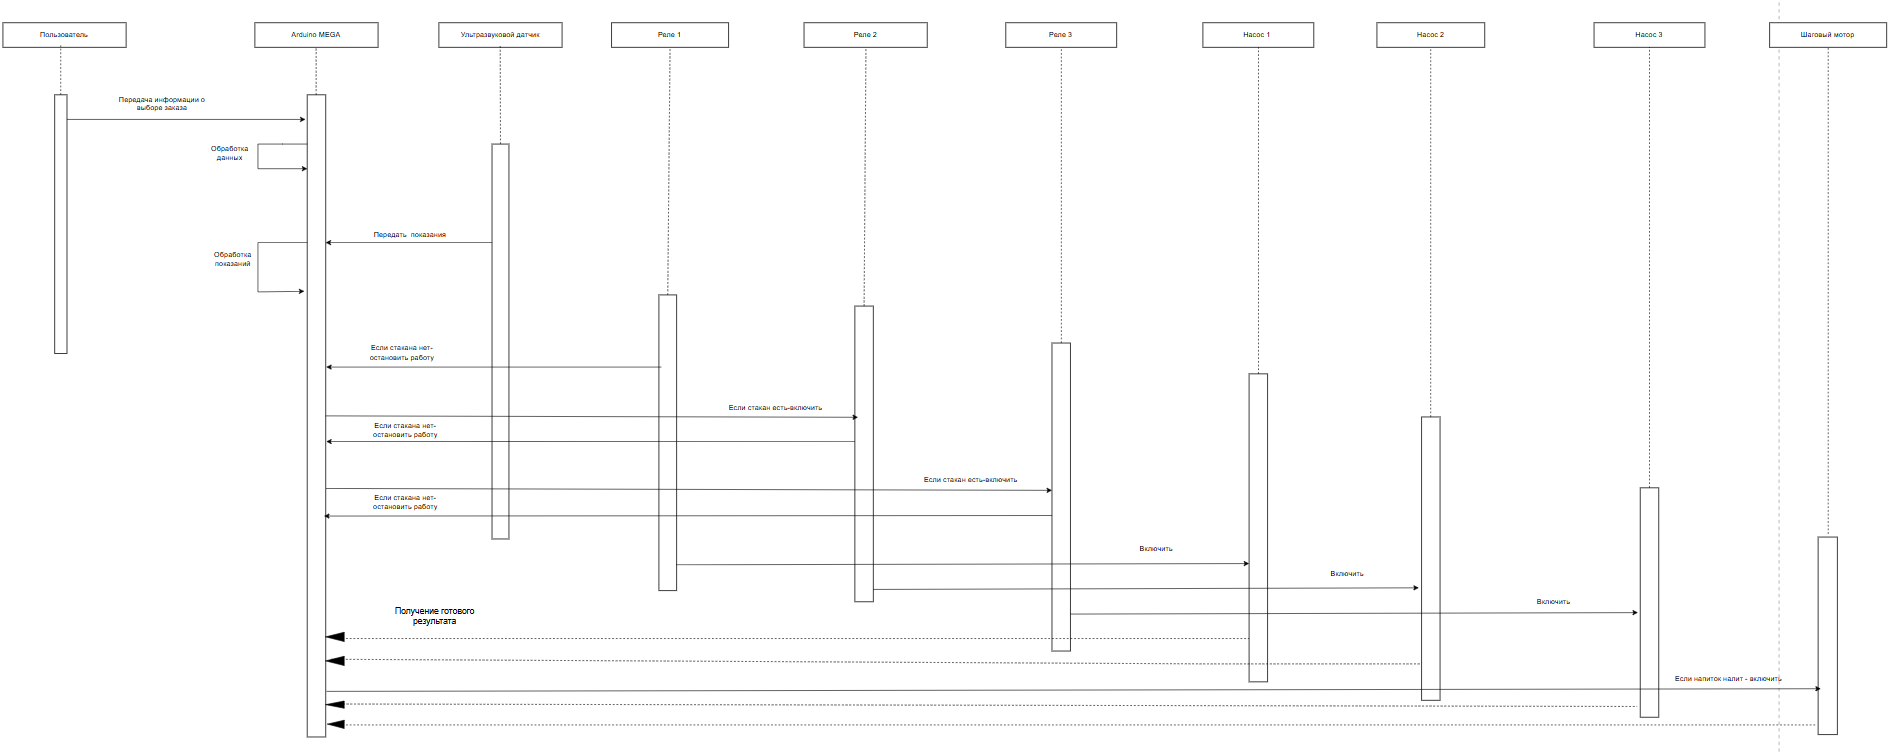 Пользователь
Arduino MEGA
Ультразвуковой датчик
Реле 1
Реле 2
Реле 3
Насос 1
Насос 2
Насос 3
Шаговый мотор
Передача информации о
выборе заказа
Обработка
данных
Передать показания
Обработка
показаний
Если стакана нет-
остановить работу
Если стакан есть-включить
Если стакана нет-
остановить работу
Если стакан есть-включить
Если стакана нет-
остановить работу
Включить
Включить
Включить
Получение готового
результата
Если напиток налит - включить